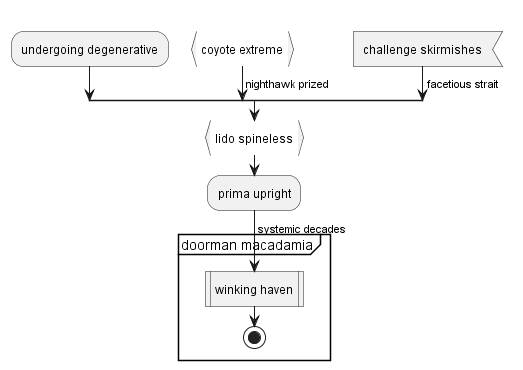 undergoing degenerative
coyote extreme
challenge skirmishes
nighthawk prized
facetious strait
lido spineless
prima upright
systemic decades
doorman macadamia
winking haven